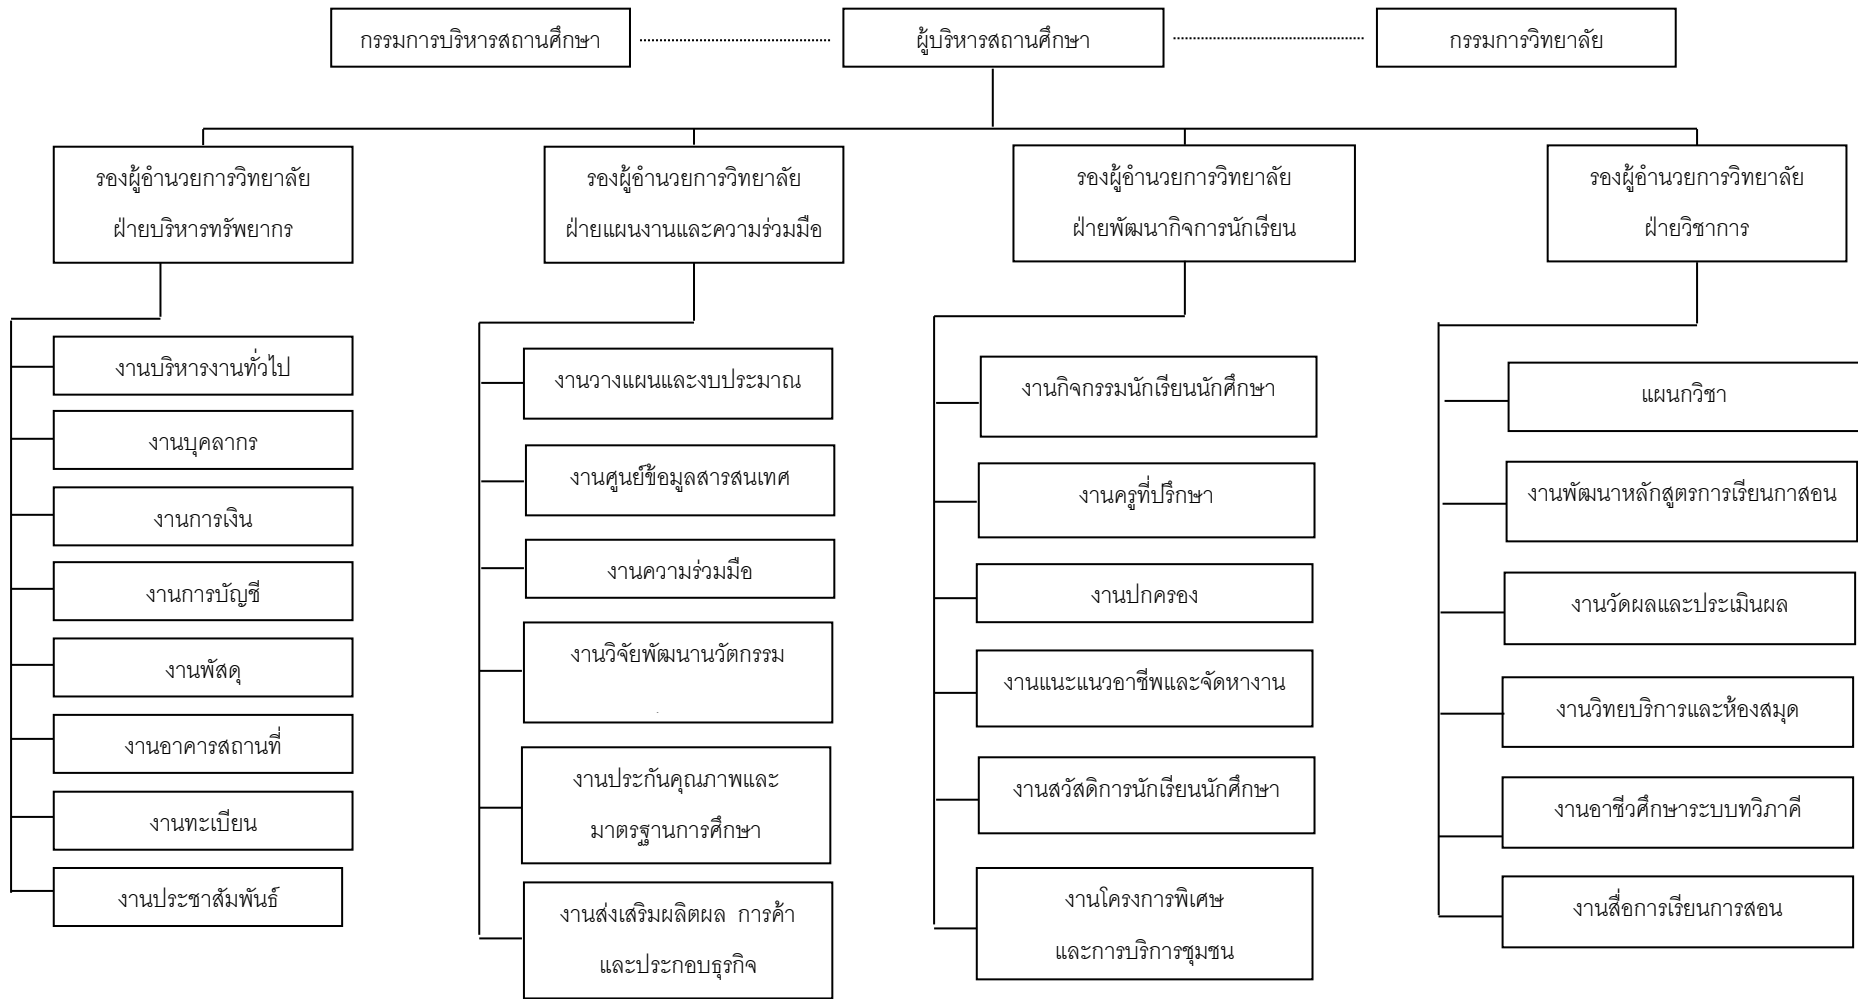 กรรมการบริหารสถานศึกษา
ผู้บริหารสถานศึกษา
กรรมการวิทยาลัย
รองผู้อำนวยการวิทยาลัย
ฝ่ายบริหารทรัพยากร
รองผู้อำนวยการวิทยาลัย
ฝ่ายแผนงานและความร่วมมือ
รองผู้อำนวยการวิทยาลัย
ฝ่ายพัฒนากิจการนักเรียน
รองผู้อำนวยการวิทยาลัย
ฝ่ายวิชาการ
งานบริหารงานทั่วไป
งานบุคลากร
งานการเงิน
งานการบัญชี
งานพัสดุ
งานอาคารสถานที่
งานทะเบียน
งานประชาสัมพันธ์
งานวางแผนและงบประมาณ
งานศูนย์ข้อมูลสารสนเทศ
งานความร่วมมือ
งานวิจัยพัฒนานวัตกรรม
งานประกันคุณภาพและ
มาตรฐานการศึกษา
งานส่งเสริมผลิตผล การค้า
และประกอบธุรกิจ
งานกิจกรรมนักเรียนนักศึกษา
งานครูที่ปรึกษา
งานปกครอง
งานแนะแนวอาชีพและจัดหางาน
งานสวัสดิการนักเรียนนักศึกษา
งานโครงการพิเศษ
และการบริการชุมชน
แผนกวิชา
งานพัฒนาหลักสูตรการเรียนกาสอน
งานวัดผลและประเมินผล
งานวิทยบริการและห้องสมุด
งานอาชีวศึกษาระบบทวิภาคี
งานสื่อการเรียนการสอน